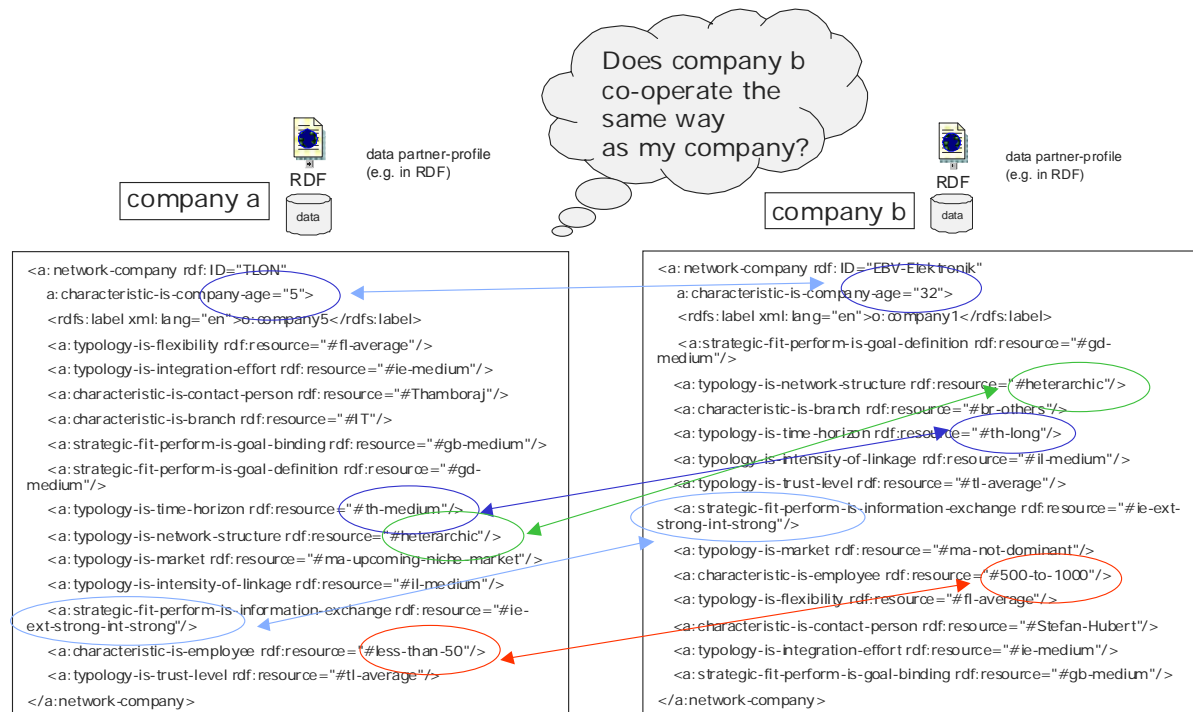 Does company b
co-operate the
same way
as my company?
RDF
data partner-profile
(e.g. in RDF)
company a
data
RDF
data partner-profile
(e.g. in RDF)
company b
data
<a:network-company rdf:ID="TLON"
a:characteristic-is-company-age="5">
<rdfs:label xml:lang="en">o:company5</rdfs:label>
<a:typology-is-flexibility rdf:resource="#fl-average"/>
<a:typology-is-integration-effort rdf:resource="#ie-medium"/>
<a:characteristic-is-contact-person rdf:resource="#Thamboraj"/>
<a:characteristic-is-branch rdf:resource="#IT"/>
<a:strategic-fit-perform-is-goal-binding rdf:resource="#gb-medium"/>
<a:strategic-fit-perform-is-goal-definition rdf:resource="#gd-
medium"/>
<a:typology-is-time-horizon rdf:resource="#th-medium"/>
<a:typology-is-network-structure rdf:resource="#heterarchic"/>
<a:typology-is-market rdf:resource="#ma-upcoming-niche-market"/>
<a:typology-is-intensity-of-linkage rdf:resource="#il-medium"/>
<a:strategic-fit-perform-is-information-exchange rdf:resource="#ie-
ext-strong-int-strong"/>
<a:characteristic-is-employee rdf:resource="#less-than-50"/>
<a:typology-is-trust-level rdf:resource="#tl-average"/>
</a:network-company>
<a:network-company rdf:ID="EBV-Elektronik"
a:characteristic-is-company-age="32">
<rdfs:label xml:lang="en">o:company1</rdfs:label>
<a:strategic-fit-perform-is-goal-definition rdf:resource="#gd-
medium"/>
<a:typology-is-network-structure rdf:resource="#heterarchic"/>
<a:characteristic-is-branch rdf:resource="#br-others"/>
<a:typology-is-time-horizon rdf:resource="#th-long"/>
<a:typology-is-intensity-of-linkage rdf:resource="#il-medium"/>
<a:typology-is-trust-level rdf:resource="#tl-average"/>
<a:strategic-fit-perform-is-information-exchange rdf:resource="#ie-ext-
strong-int-strong"/>
<a:typology-is-market rdf:resource="#ma-not-dominant"/>
<a:characteristic-is-employee rdf:resource="#500-to-1000"/>
<a:typology-is-flexibility rdf:resource="#fl-average"/>
<a:characteristic-is-contact-person rdf:resource="#Stefan-Hubert"/>
<a:typology-is-integration-effort rdf:resource="#ie-medium"/>
<a:strategic-fit-perform-is-goal-binding rdf:resource="#gb-medium"/>
</a:network-company>